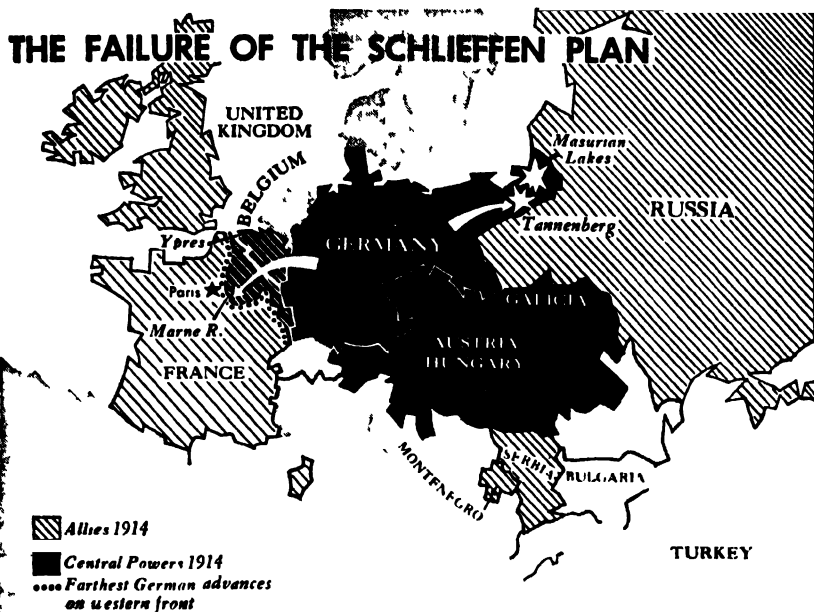 THE FAILURE OF THE SCHLIEFFEN PLAN
UNITED
KINGDOM
BELGIUM
Masurian
Lakes
RUSSIA
Ypres
GERMANY
Tannenberg
Paris
GALICIA
Marne R.
AUSTRIA
HUNGARY
FRANCE
MONTENEGRO
SERBIA
BULGARIA
TURKEY
Allies 1914
Central Powers 1914
Farthest German advances
on western front